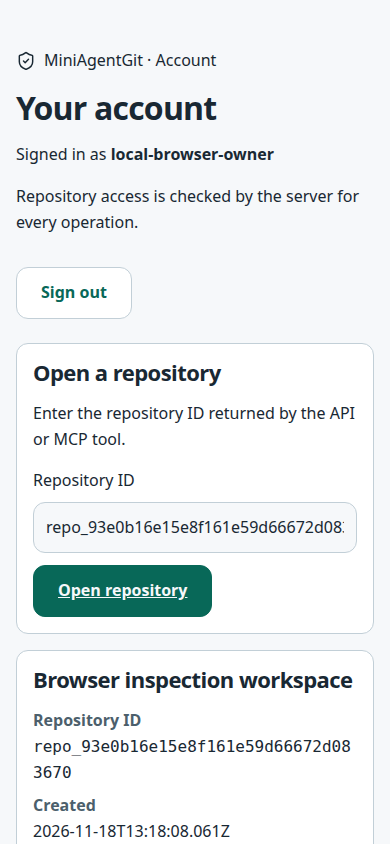 MiniAgentGit · Account
Your account
Signed in as local-browser-owner
Repository access is checked by the server for
every operation.
Sign out
Open a repository
Enter the repository ID returned by the API
or MCP tool.
Repository ID
repo_93e0b16e15e8f161e59d66672d083
Open repository
Browser inspection workspace
Repository ID
repo_93e0b16e15e8f161e59d66672d08
3670
Created
2026-11-18T13:18:08.061Z